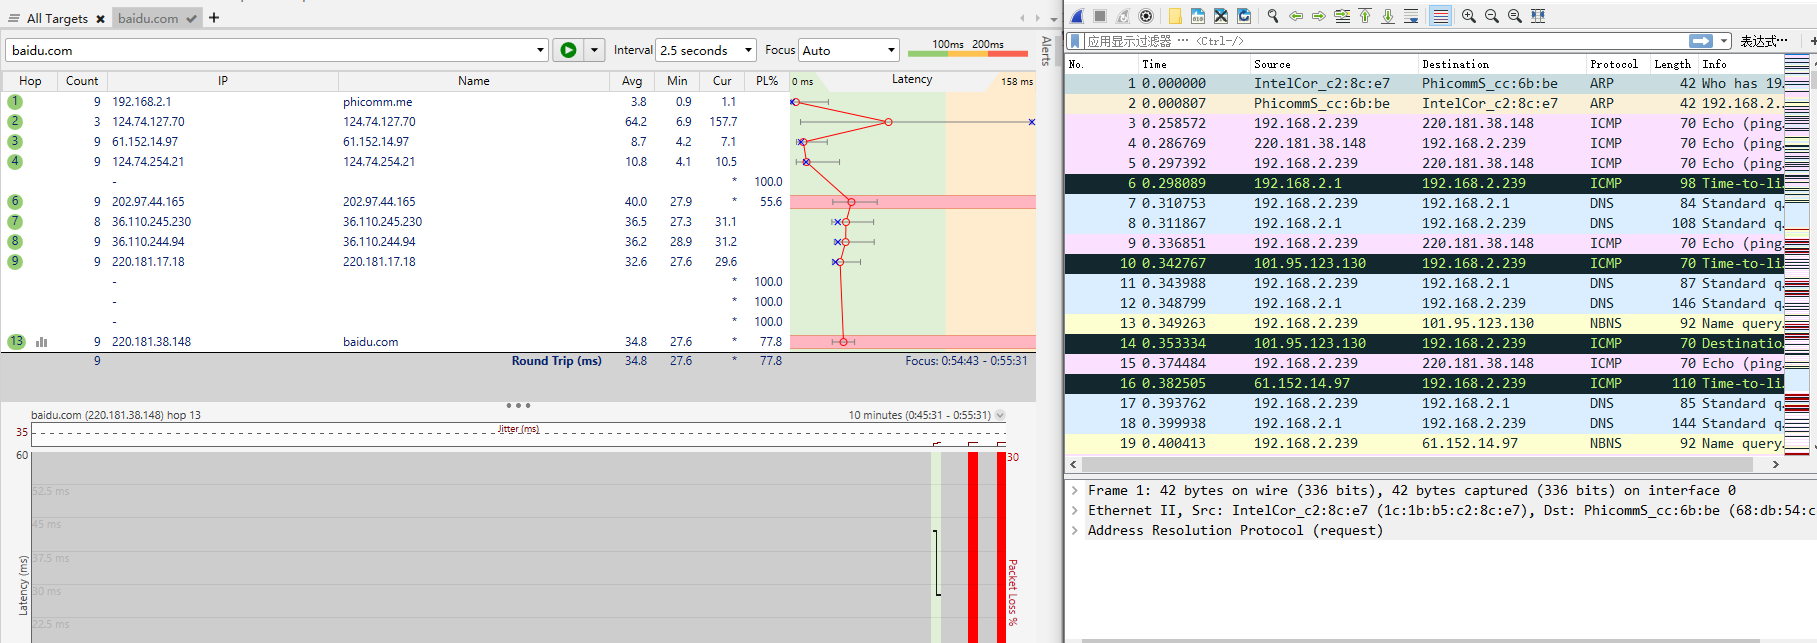 All Targets
baidu.com
baidu.com
Interval 2.5 seconds Focus Auto
100ms 200ms
Alerts
Hop Count IP Name Avg Min Cur PL% 0 ms Latency 158 ms
1 9 192.168.2.1 phicomm.me 3.8 0.9 1.1
2 3 124.74.127.70 124.74.127.70 64.2 6.9 157.7
3 9 61.152.14.97 61.152.14.97 8.7 4.2 7.1
4 9 124.74.254.21 124.74.254.21 10.8 4.1 10.5
- * 100.0
6 9 202.97.44.165 202.97.44.165 40.0 27.9 * 55.6
7 8 36.110.245.230 36.110.245.230 36.5 27.3 31.1
8 9 36.110.244.94 36.110.244.94 36.2 28.9 31.2
9 9 220.181.17.18 220.181.17.18 32.6 27.6 29.6
- * 100.0
- * 100.0
- * 100.0
13 9 220.181.38.148 baidu.com 34.8 27.6 * 77.8
9 Round Trip (ms) 34.8 27.6 * 77.8 Focus: 0:54:43 - 0:55:31
baidu.com (220.181.38.148) hop 13 10 minutes (0:45:31 - 0:55:31)
Jitter (ms)
35
60 30
52.5 ms
45 ms
37.5 ms
30 ms
22.5 ms
Latency (ms)
Packet Loss %
应用显示过滤器 … <Ctrl-/> 表达式…
No. Time Source Destination Protocol Length Info
1 0.000000 IntelCor_c2:8c:e7 PhicommS_cc:6b:be ARP 42 Who has 19
2 0.000807 PhicommS_cc:6b:be IntelCor_c2:8c:e7 ARP 42 192.168.2.
3 0.258572 192.168.2.239 220.181.38.148 ICMP 70 Echo (ping
4 0.286769 220.181.38.148 192.168.2.239 ICMP 70 Echo (ping
5 0.297392 192.168.2.239 220.181.38.148 ICMP 70 Echo (ping
6 0.298089 192.168.2.1 192.168.2.239 ICMP 98 Time-to-li
7 0.310753 192.168.2.239 192.168.2.1 DNS 84 Standard q
8 0.311867 192.168.2.1 192.168.2.239 DNS 108 Standard q
9 0.336851 192.168.2.239 220.181.38.148 ICMP 70 Echo (ping
10 0.342767 101.95.123.130 192.168.2.239 ICMP 70 Time-to-li
11 0.343988 192.168.2.239 192.168.2.1 DNS 87 Standard q
12 0.348799 192.168.2.1 192.168.2.239 DNS 146 Standard q
13 0.349263 192.168.2.239 101.95.123.130 NBNS 92 Name query
14 0.353334 101.95.123.130 192.168.2.239 ICMP 70 Destinatio
15 0.374484 192.168.2.239 220.181.38.148 ICMP 70 Echo (ping
16 0.382505 61.152.14.97 192.168.2.239 ICMP 110 Time-to-li
17 0.393762 192.168.2.239 192.168.2.1 DNS 85 Standard q
18 0.399938 192.168.2.1 192.168.2.239 DNS 144 Standard q
19 0.400413 192.168.2.239 61.152.14.97 NBNS 92 Name query
Frame 1: 42 bytes on wire (336 bits), 42 bytes captured (336 bits) on interface 0
Ethernet II, Src: IntelCor_c2:8c:e7 (1c:1b:b5:c2:8c:e7), Dst: PhicommS_cc:6b:be (68:db:54:c
Address Resolution Protocol (request)